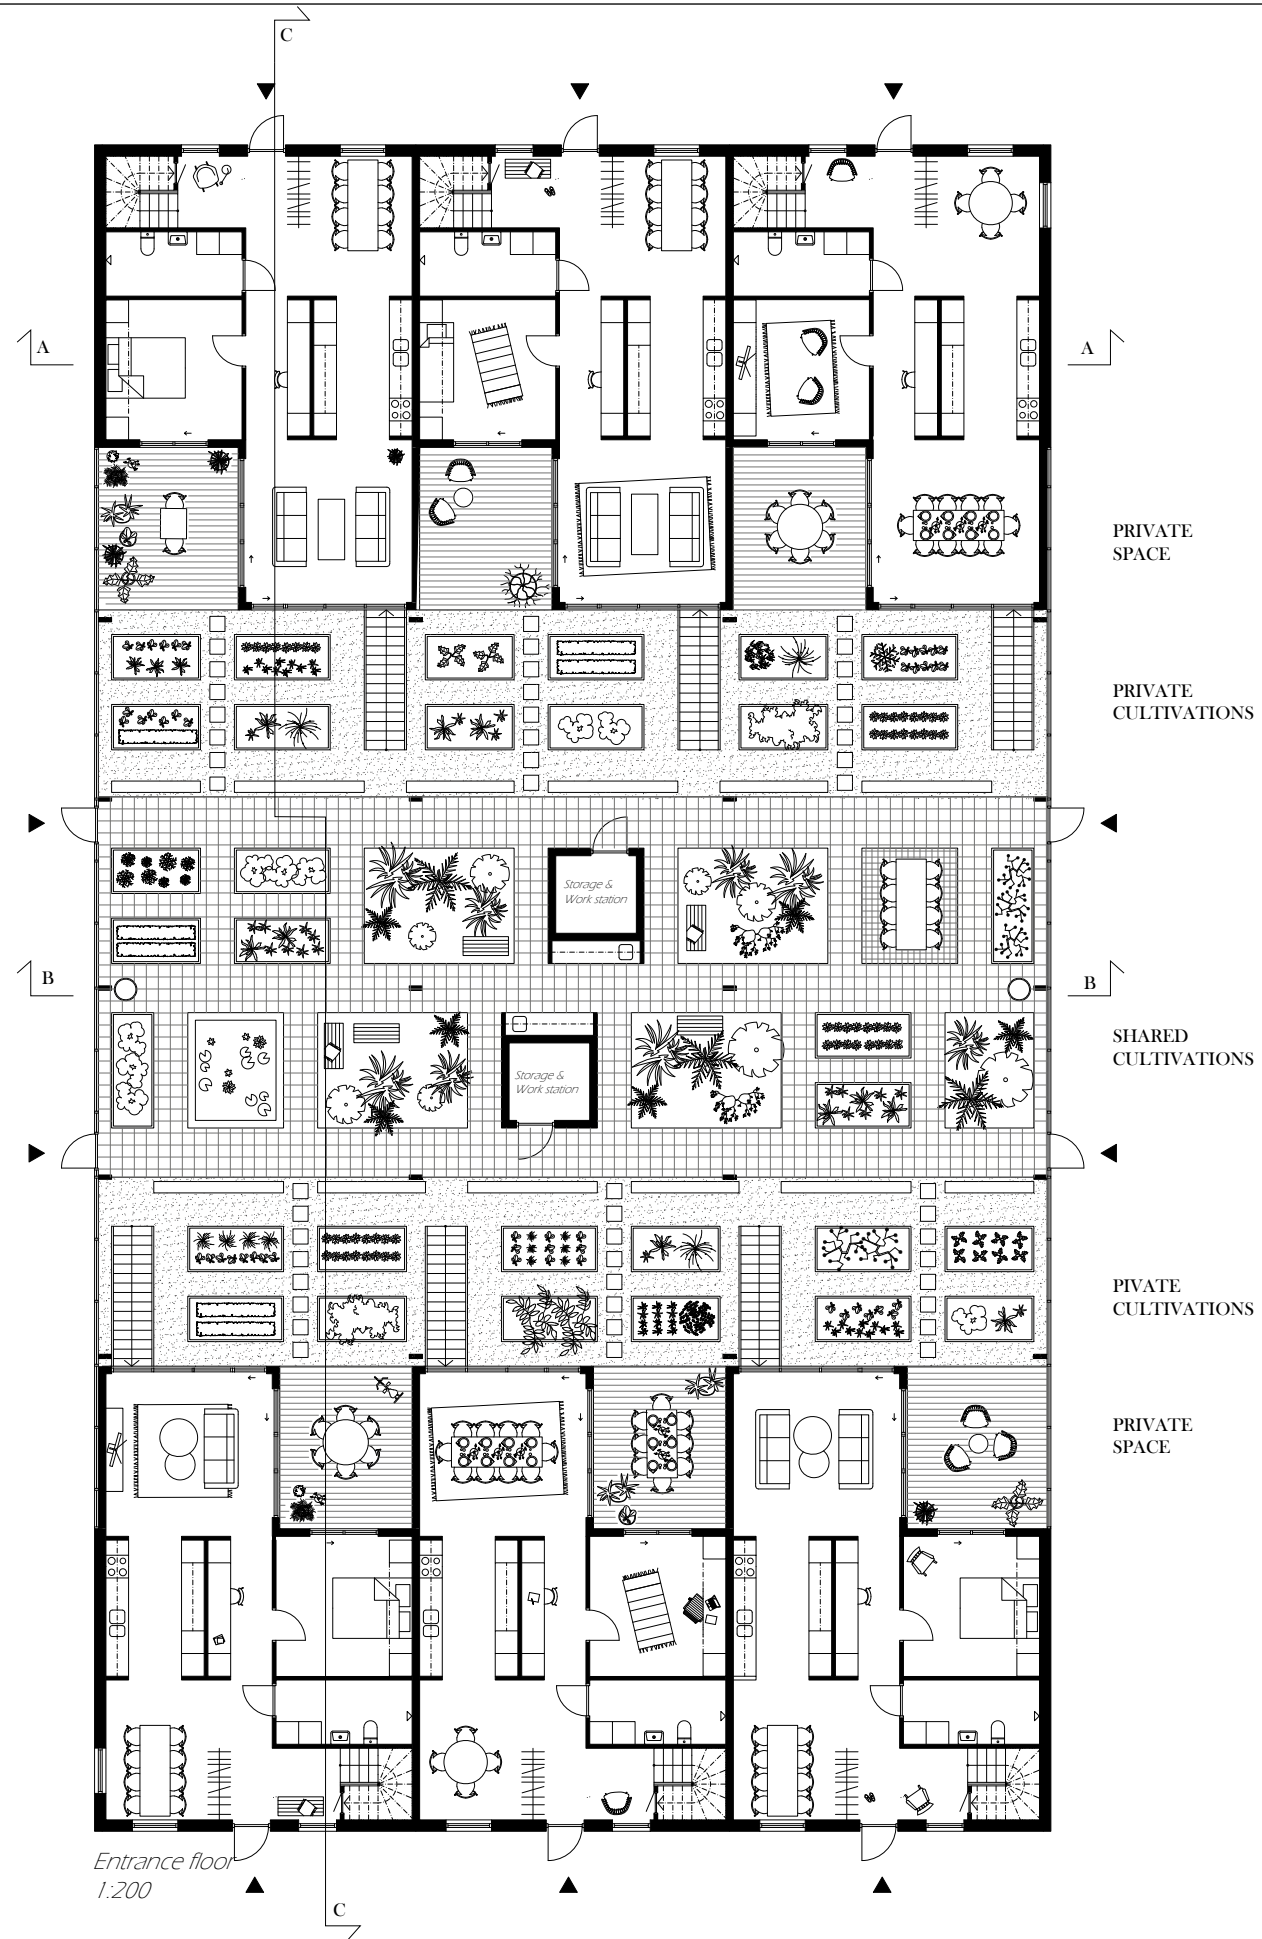 C
A
A
PRIVATE
SPACE
PRIVATE
CULTIVATIONS
Storage &
Work station
B
B
SHARED
CULTIVATIONS
Storage &
Work station
PIVATE
CULTIVATIONS
PRIVATE
SPACE
Entrance floor
1:200
C